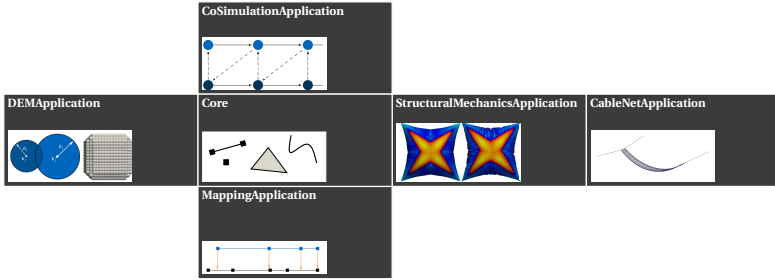 CoSimulationApplication
DEMApplication
Core
StructuralMechanicsApplication
CableNetApplication
MappingApplication